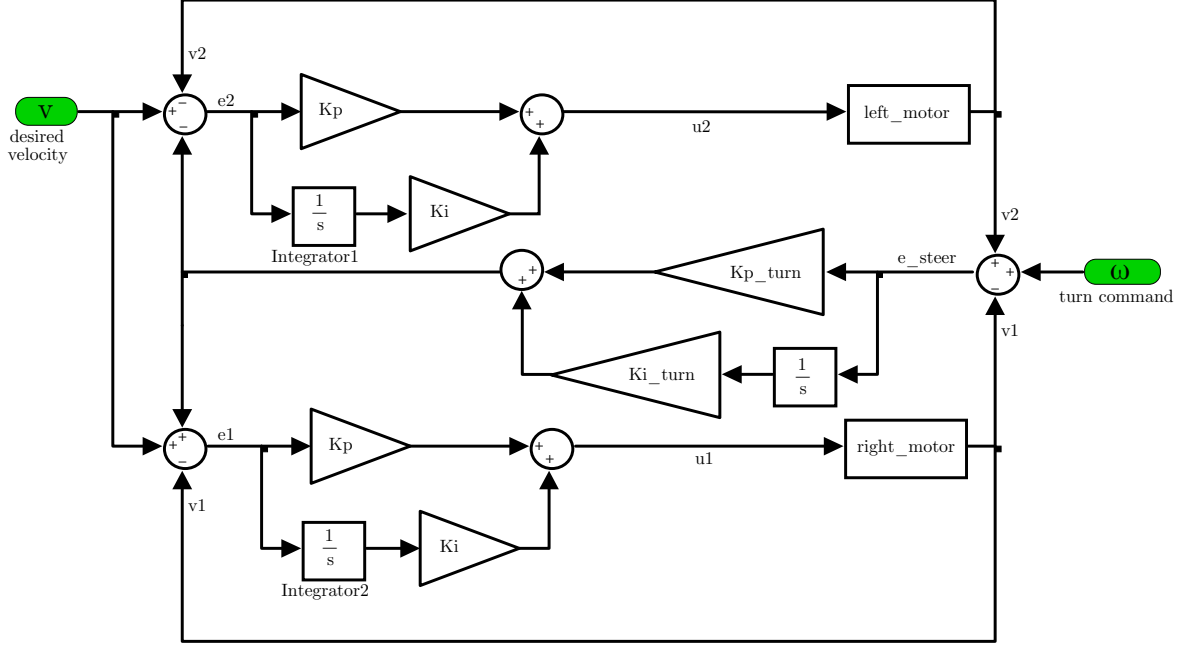 v2
v
desired
velocity
+
−
−
e2
Kp
+
+
u2
left_motor
1
s
Integrator1
Ki
v2
+
+
Kp_turn
e_steer
+
+
−
ω
turn command
v1
Ki_turn
1
s
+
+
−
e1
Kp
+
+
u1
right_motor
v1
1
s
Integrator2
Ki